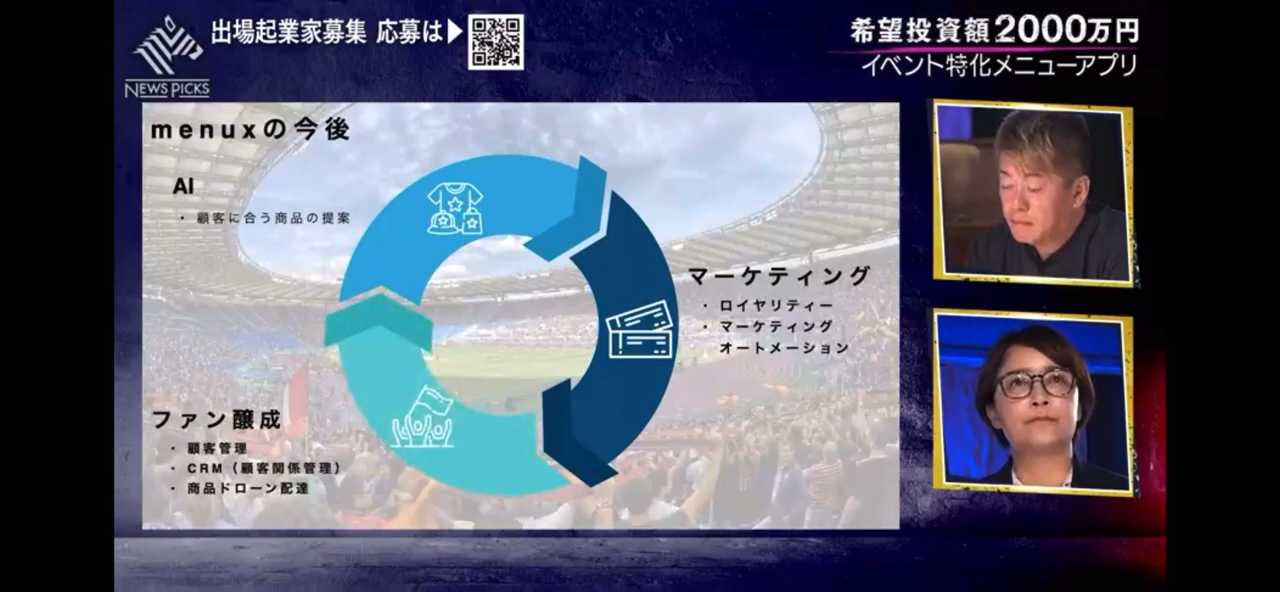 出場起業家募集 応募は▶
NEWS PICKS
希望投資額2000万円
イベント特化メニューアプリ
menuxの今後
AI
・ 顧客に合う商品の提案
マーケティング
・ ロイヤリティー
・ マーケティング
オートメーション
ファン醸成
・ 顧客管理
・ CRM（顧客関係管理）
・ 商品ドローン配達